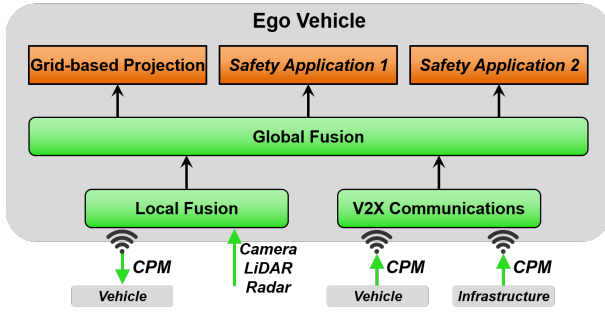 Ego Vehicle
Grid-based Projection
Safety Application 1
Safety Application 2
Global Fusion
Local Fusion
V2X Communications
CPM
Camera
LiDAR
Radar
CPM
CPM
Vehicle
Vehicle
Infrastructure